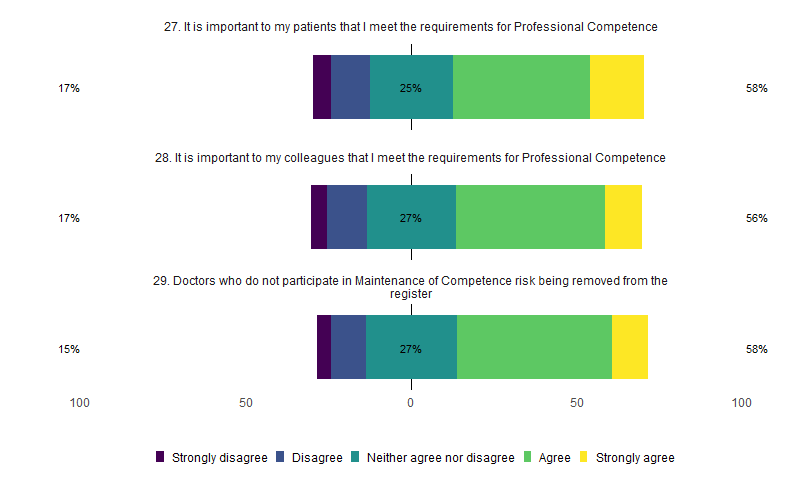 27. It is important to my patients that I meet the requirements for Professional Competence
17%
25%
58%
28. It is important to my colleagues that I meet the requirements for Professional Competence
17%
27%
56%
29. Doctors who do not participate in Maintenance of Competence risk being removed from the
register
15%
27%
58%
100 50 0 50 100
Strongly disagree Disagree Neither agree nor disagree Agree Strongly agree